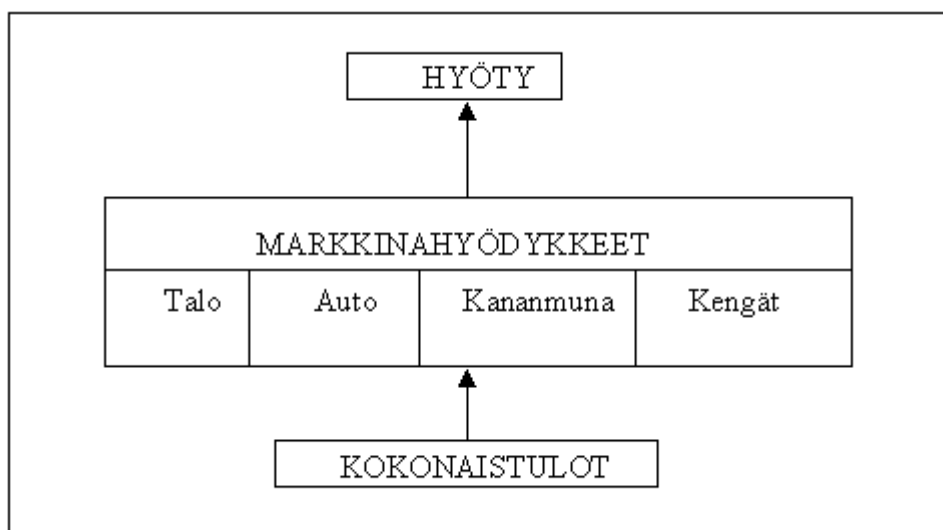 HYÖTY
MARKKINAHYÖDYKKEET
Talo Auto Kananmuna Kengät
KOKONAISTULOT